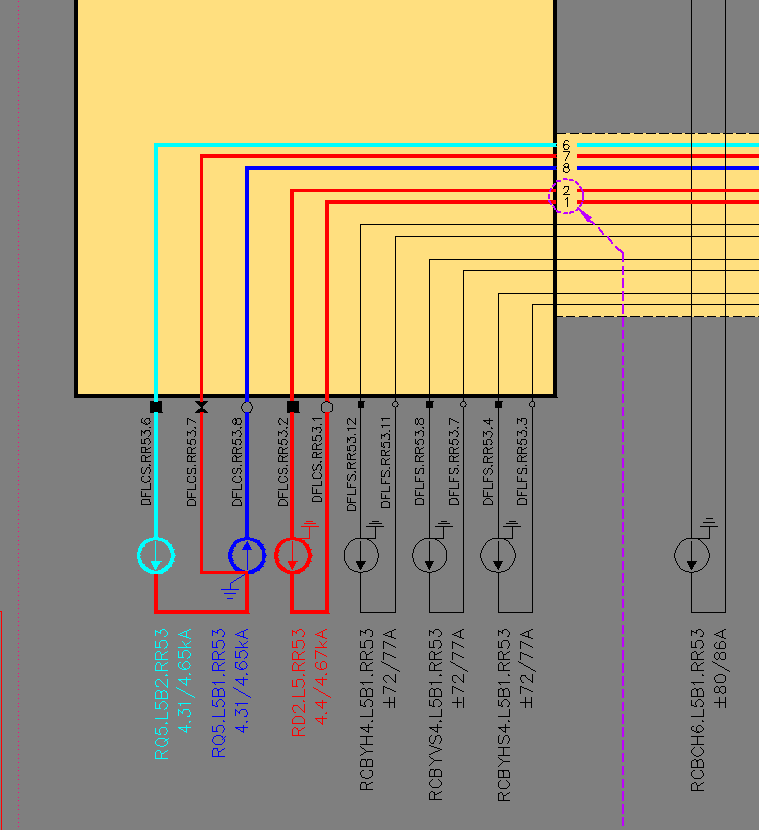 6
7
8
2
1
DFLCS.RR53.6
DFLCS.RR53.7
DFLCS.RR53.8
DFLCS.RR53.2
DFLCS.RR53.1
DFLFS.RR53.12
DFLFS.RR53.11
DFLFS.RR53.8
DFLFS.RR53.7
DFLFS.RR53.4
DFLFS.RR53.3
RQ5.L5B2.RR53
4.31/4.65kA
RQ5.L5B1.RR53
4.31/4.65kA
RD2.L5.RR53
4.4/4.67kA
RCBYH4.L5B1.RR53
±72/77A
RCBYVS4.L5B1.RR53
±72/77A
RCBYHS4.L5B1.RR53
±72/77A
RCBCH6.L5B1.RR53
±80/86A